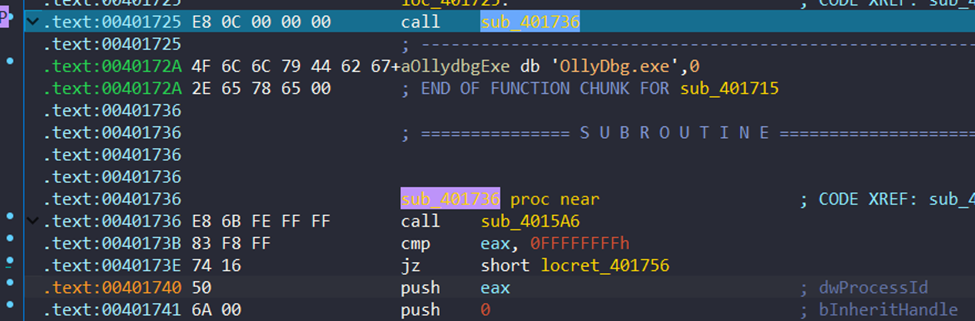 loc_401725: ; CODE XREF: sub_4
.text:00401725 E8 0C 00 00 00 call sub_401736
.text:00401725 ; ---------------------------------------------------------
.text:0040172A 4F 6C 6C 79 44 62 67+aOllydbgExe db 'OllyDbg.exe',0
.text:0040172A 2E 65 78 65 00 ; END OF FUNCTION CHUNK FOR sub_401715
.text:00401736
.text:00401736 ; =============== S U B R O U T I N E =====================
.text:00401736
.text:00401736
.text:00401736 sub_401736 proc near ; CODE XREF: sub_4
.text:00401736 E8 6B FE FF FF call sub_4015A6
.text:0040173B 83 F8 FF cmp eax, 0FFFFFFFFh
.text:0040173E 74 16 jz short locret_401756
.text:00401740 50 push eax ; dwProcessId
.text:00401741 6A 00 push 0 ; bInheritHandle